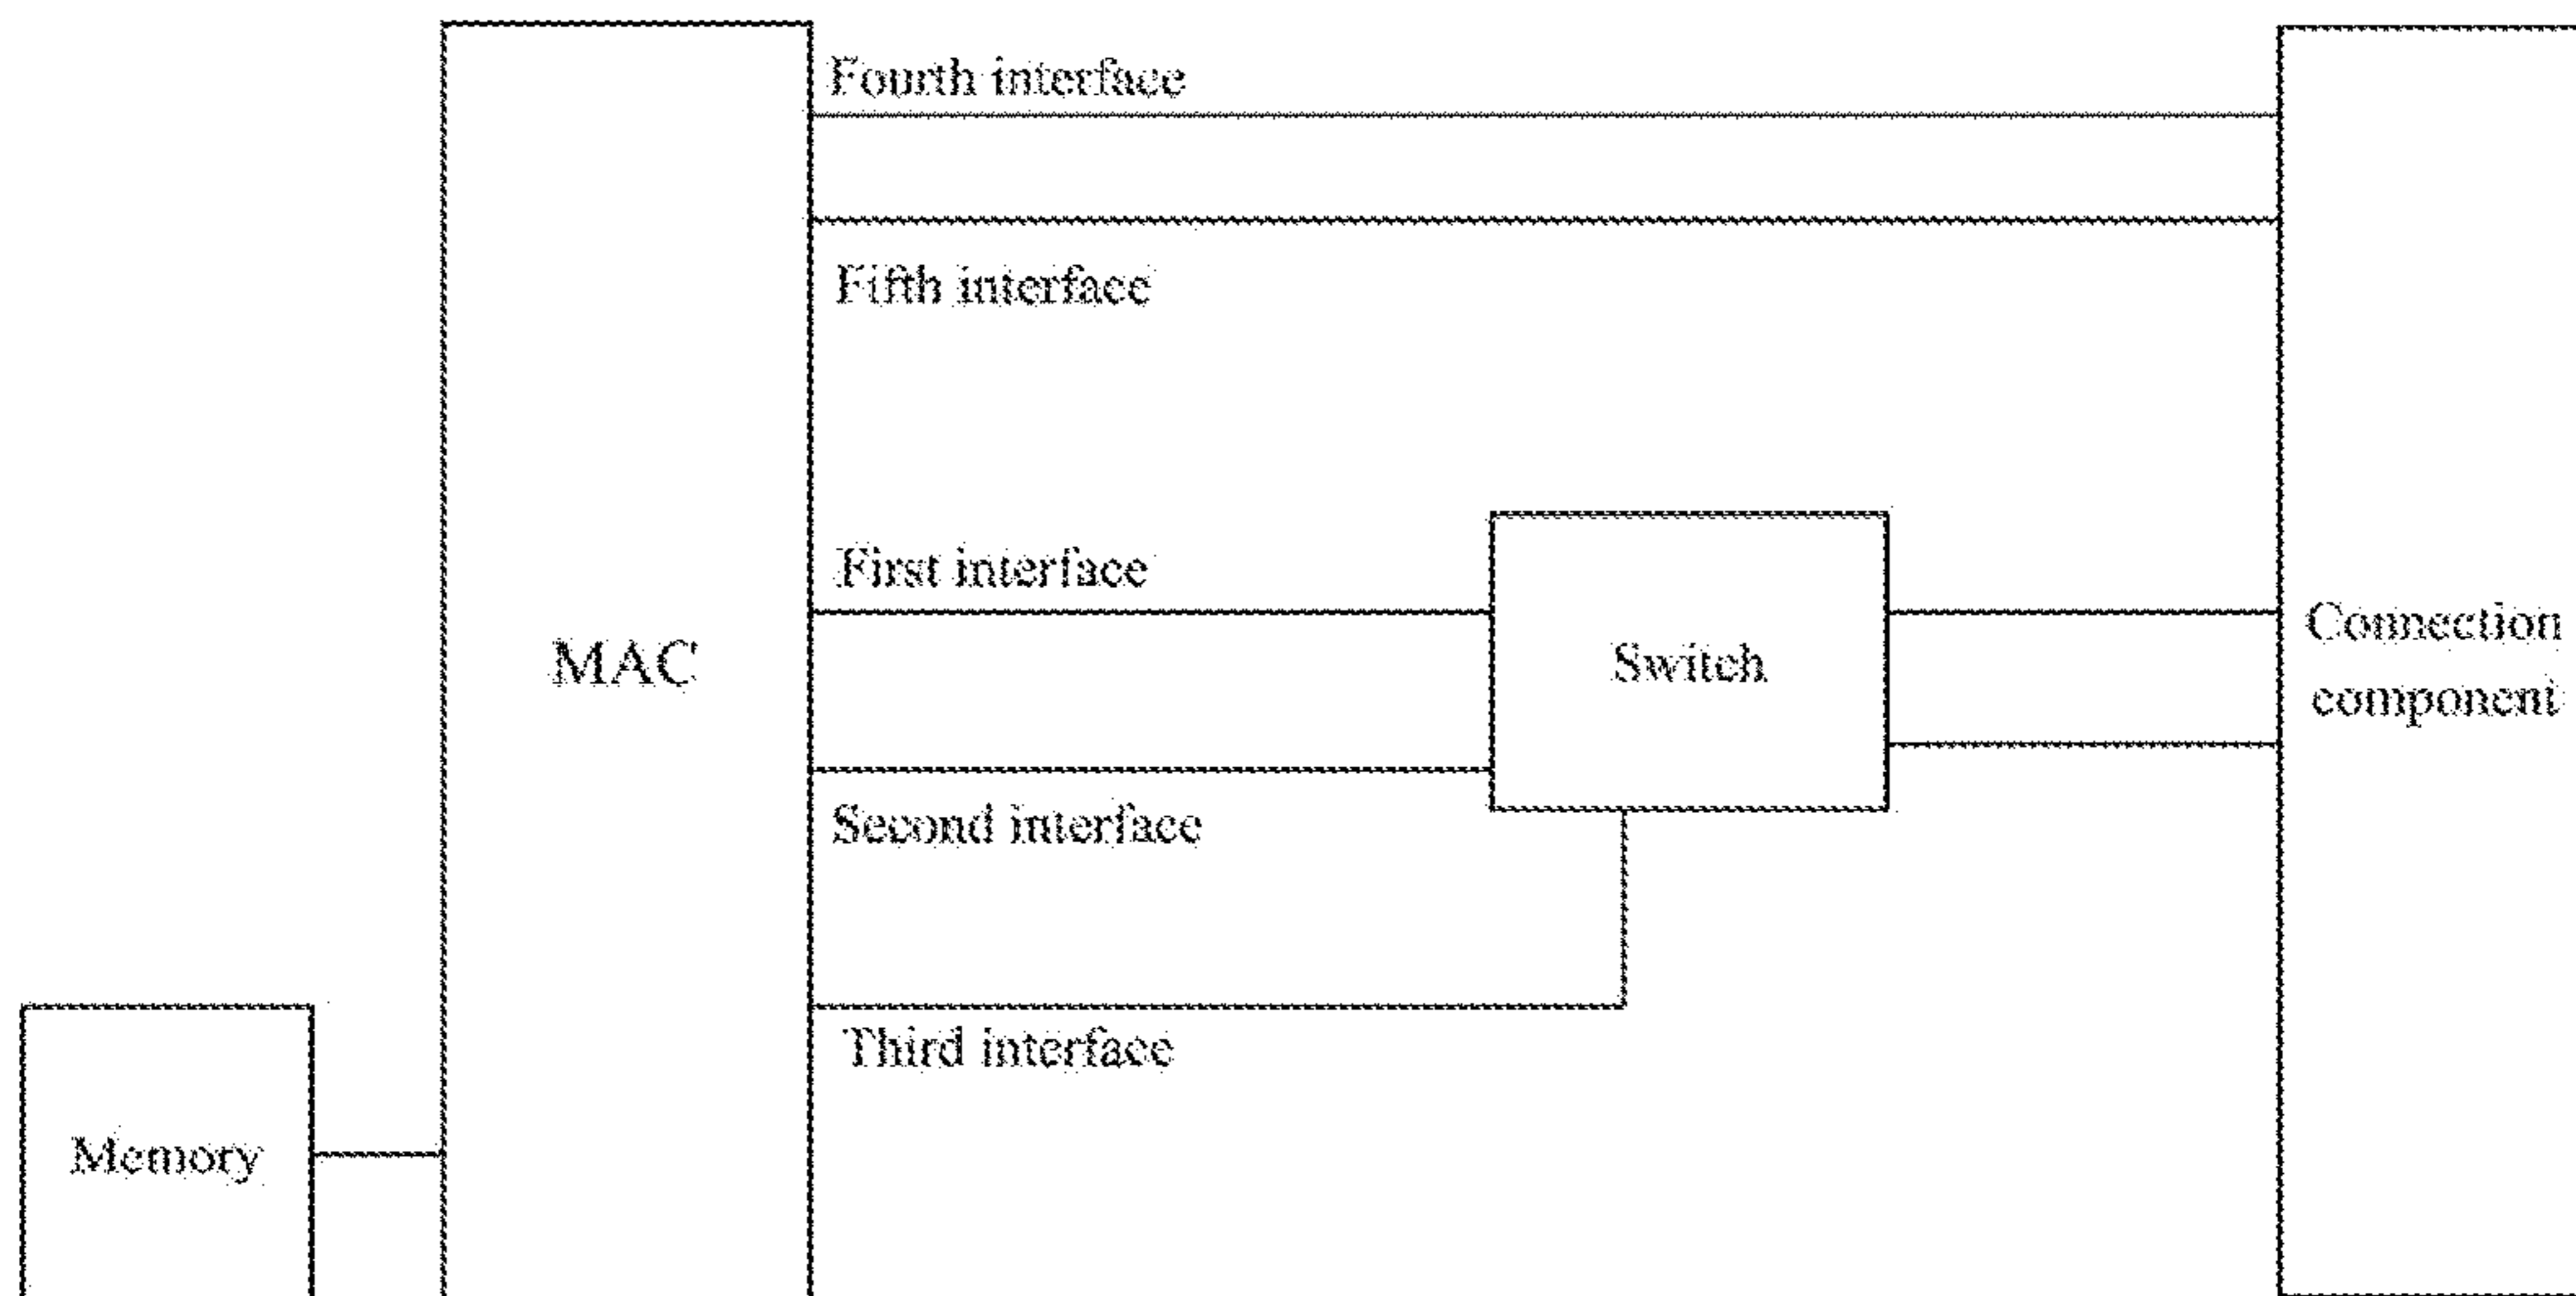 Fourth interface
Fifth interface
First interface
MAC
Switch
Connection
component
Second interface
Third interface
Memory